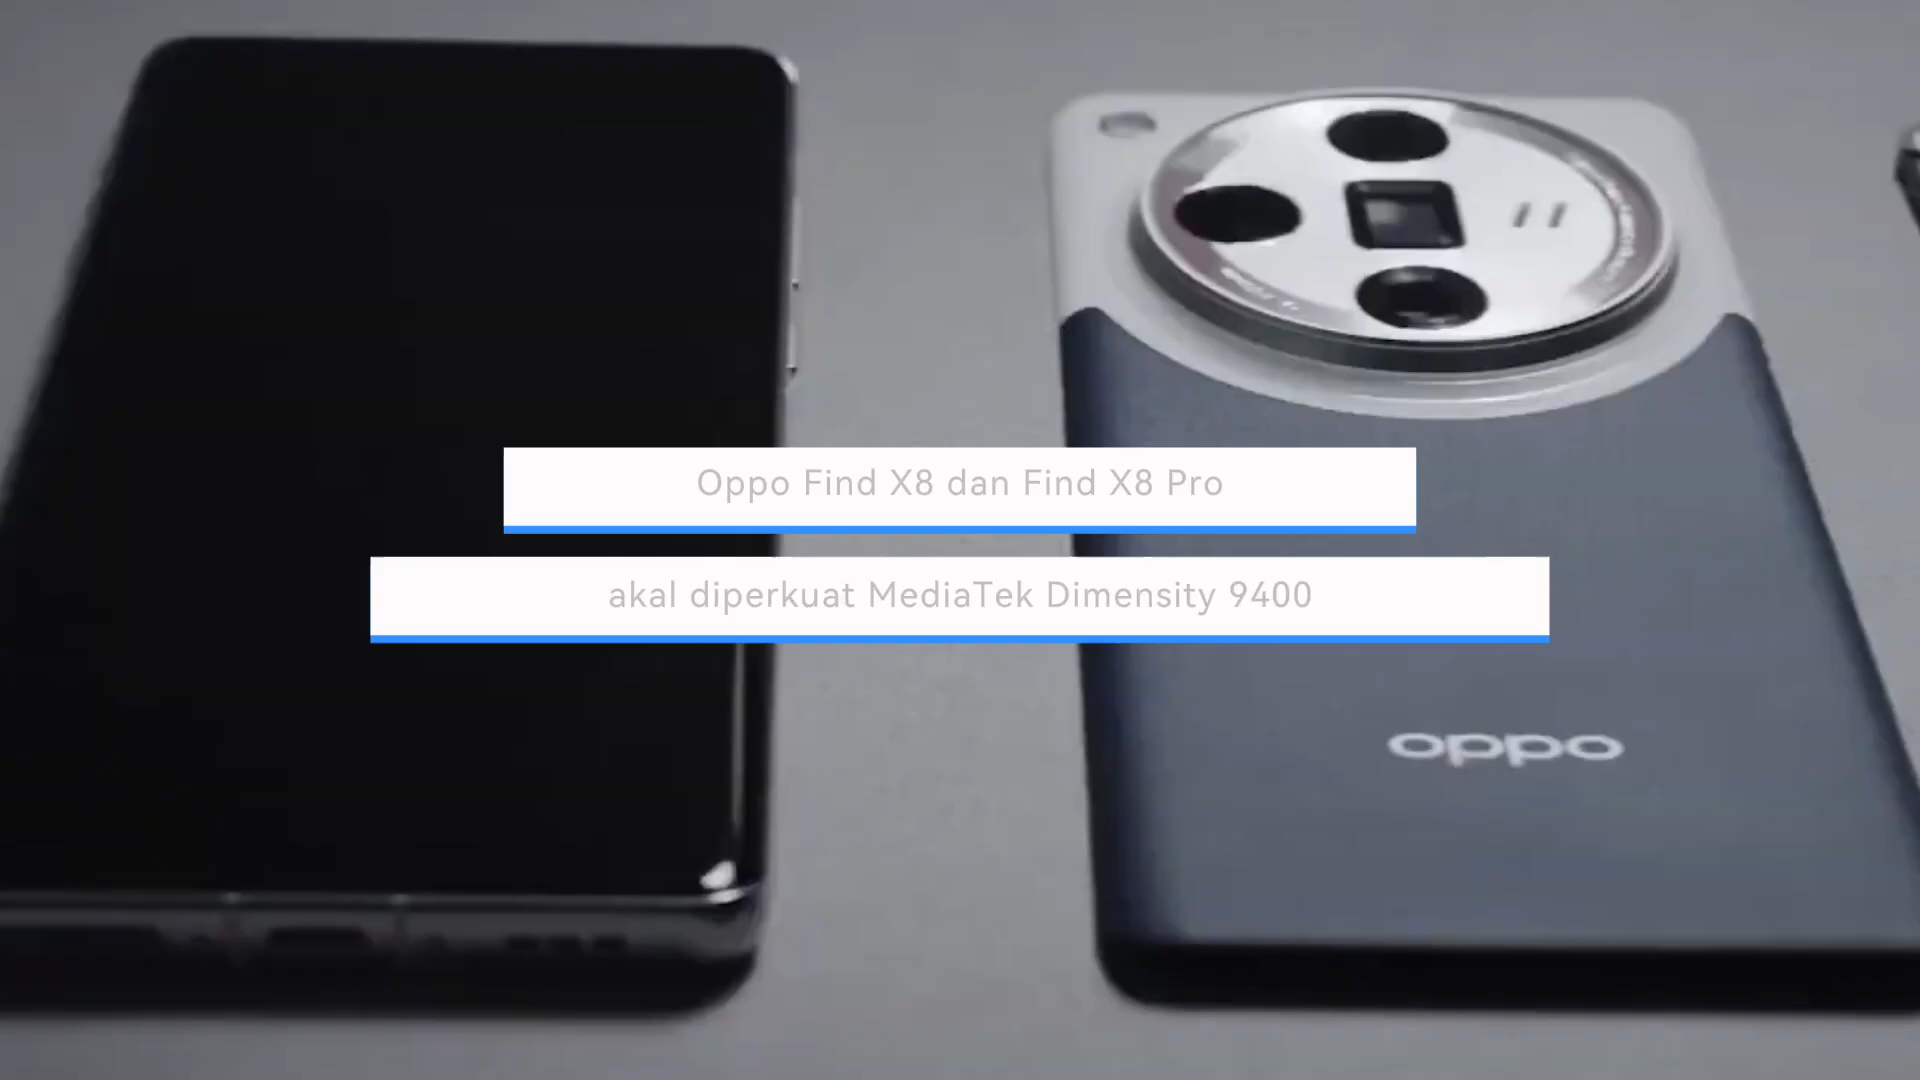 Oppo Find X8 dan Find X8 Pro
akal diperkuat MediaTek Dimensity 9400
oppo